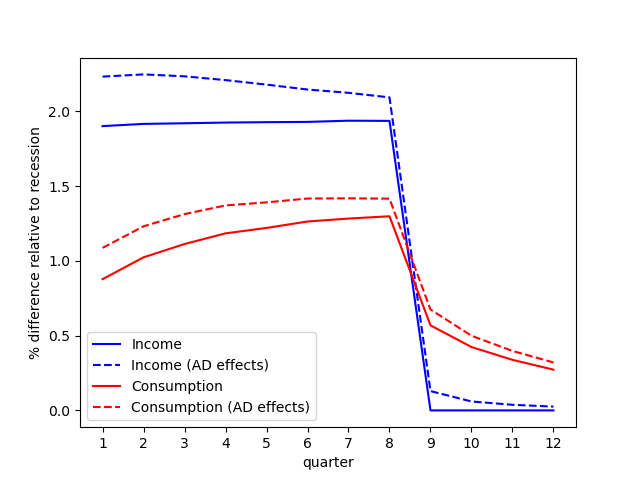 % difference relative to recession
2.0
1.5
1.0
0.5
0.0
Income
Income (AD effects)
Consumption
Consumption (AD effects)
1 2 3 4 5 6 7 8 9 10 11 12
quarter